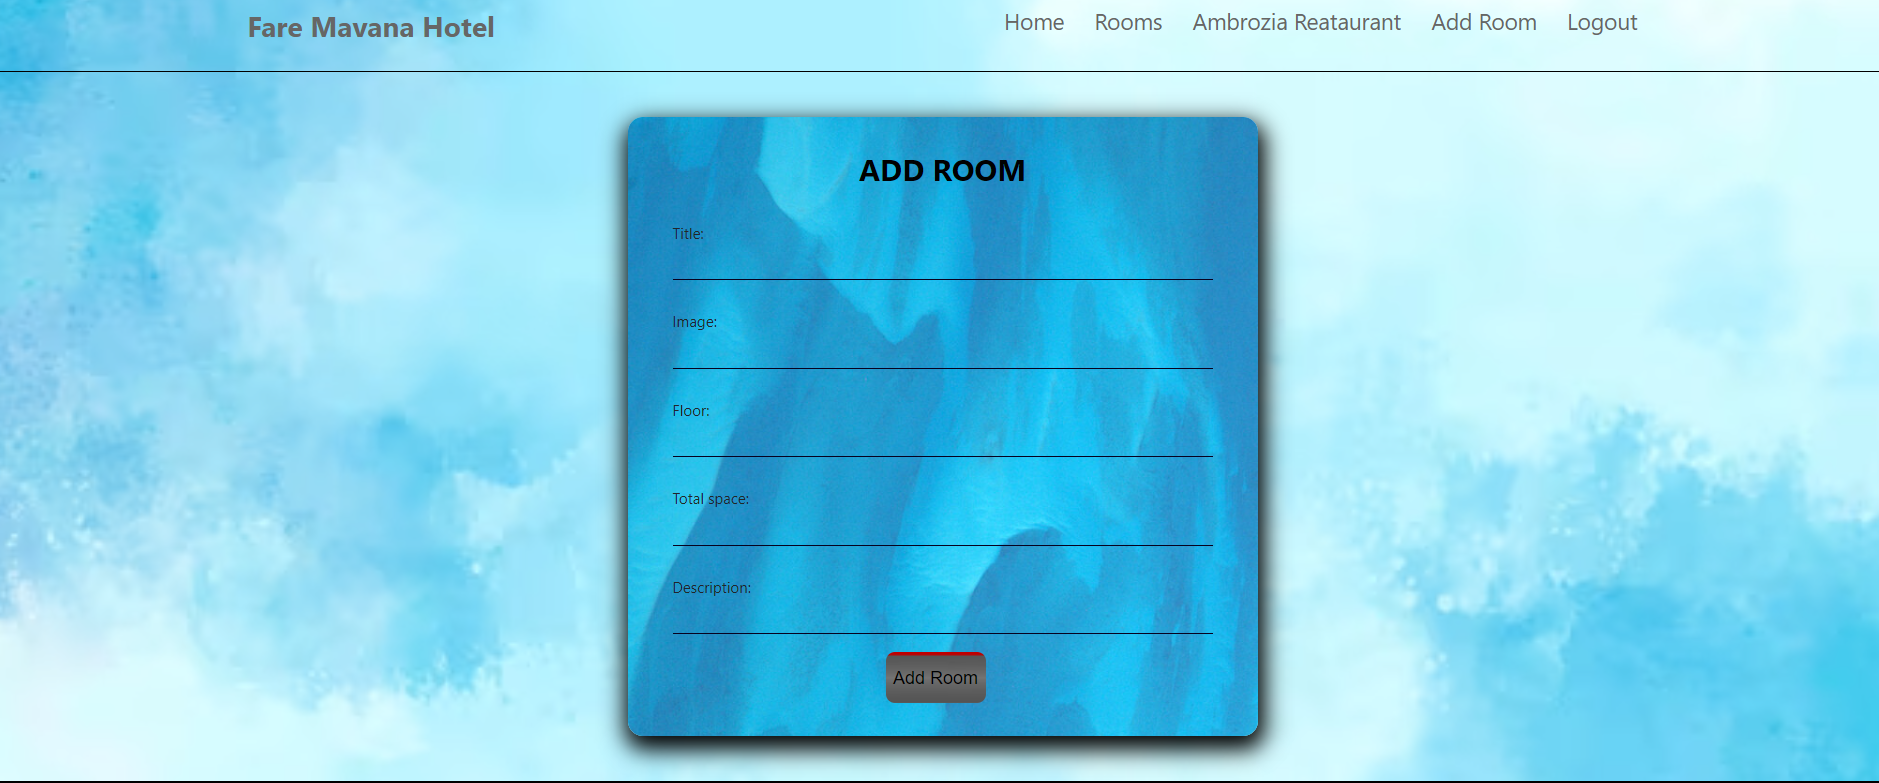 Fare Mavana Hotel
Home Rooms Ambrozia Reataurant Add Room Logout
ADD ROOM
Title:
Image:
Floor:
Total space:
Description:
Add Room